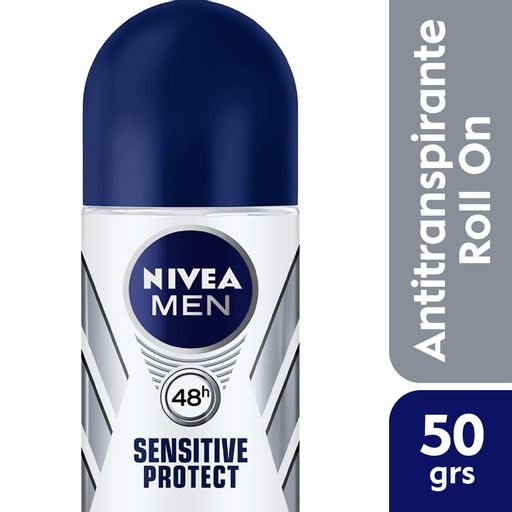 NIVEA
MEN
48h
SENSITIVE
PROTECT
Antitranspirante
Roll On
50
grs